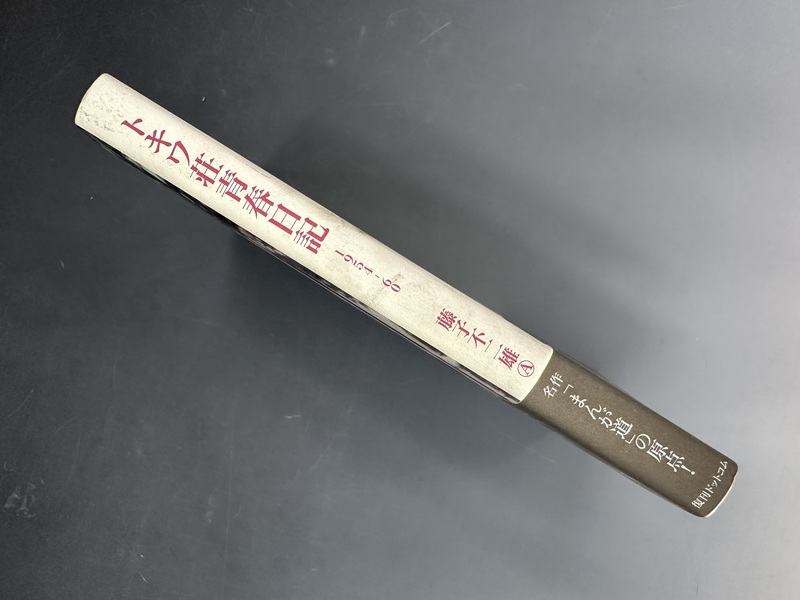 トキワ荘青春日記
1954-60
藤子不二雄Ⓐ
名作「まんが道」の原点!
復刊ドットコム